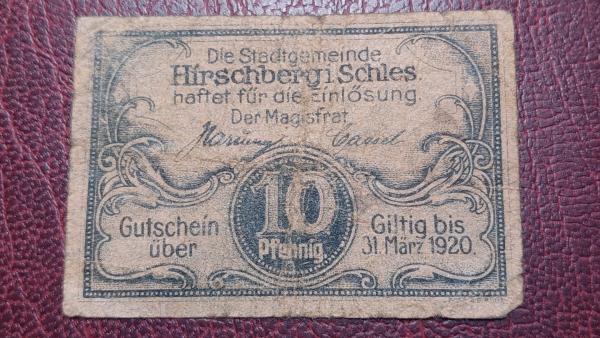 Die Stadtgemeinde
Hirschberg i Schles.
haftet für die Einlösung.
Der Magistrat.
Gutschein
über
10
Pfennig
Giltig bis
31. März 1920.